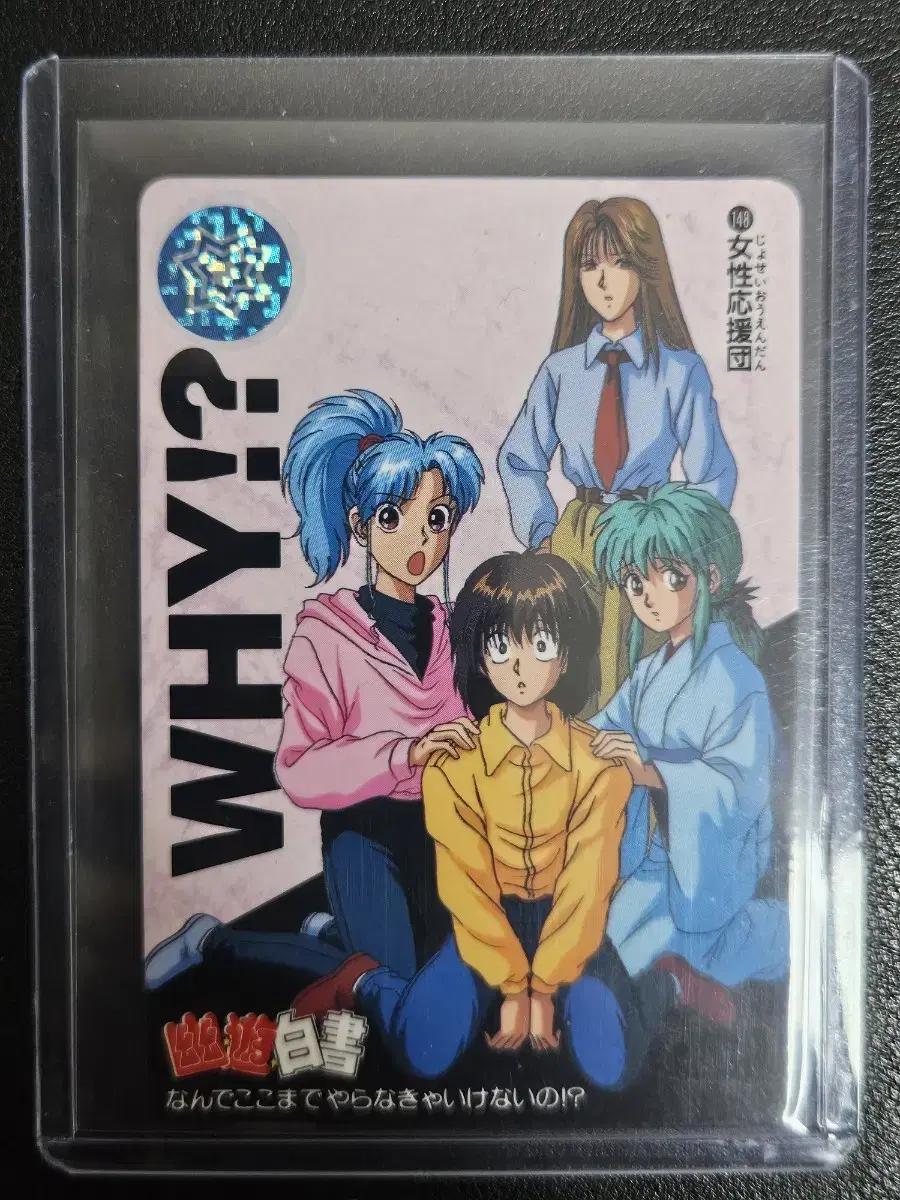 148
女性応援団
じょせいおうえんだん
WHY!?
幽遊白書
なんでここまでやらなきゃいけないの!?